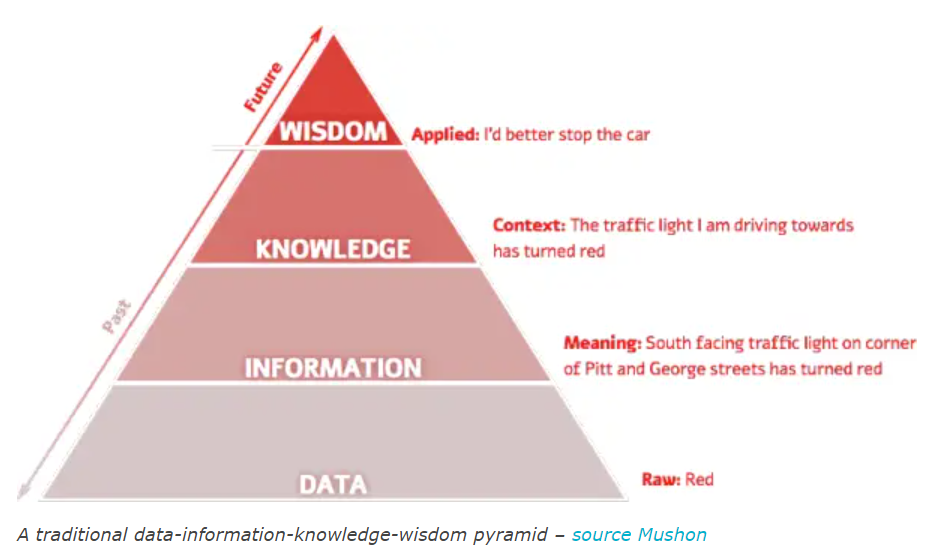 Future
WISDOM
Applied: I'd better stop the car
Context: The traffic light I am driving towards
has turned red
KNOWLEDGE
Past
Meaning: South facing traffic light on corner
of Pitt and George streets has turned red
INFORMATION
Raw: Red
DATA
A traditional data-information-knowledge-wisdom pyramid – source Mushon